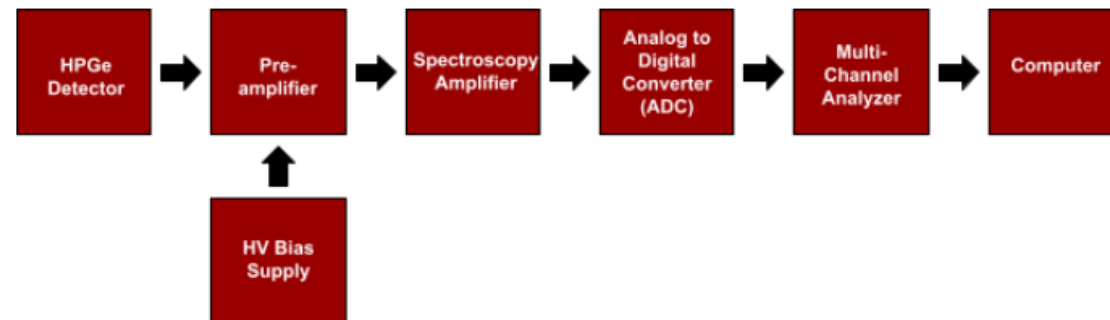 HPGe
Detector
Pre-
amplifier
Spectroscopy
Amplifier
Analog to
Digital
Converter
(ADC)
Multi-
Channel
Analyzer
Computer
HV Bias
Supply